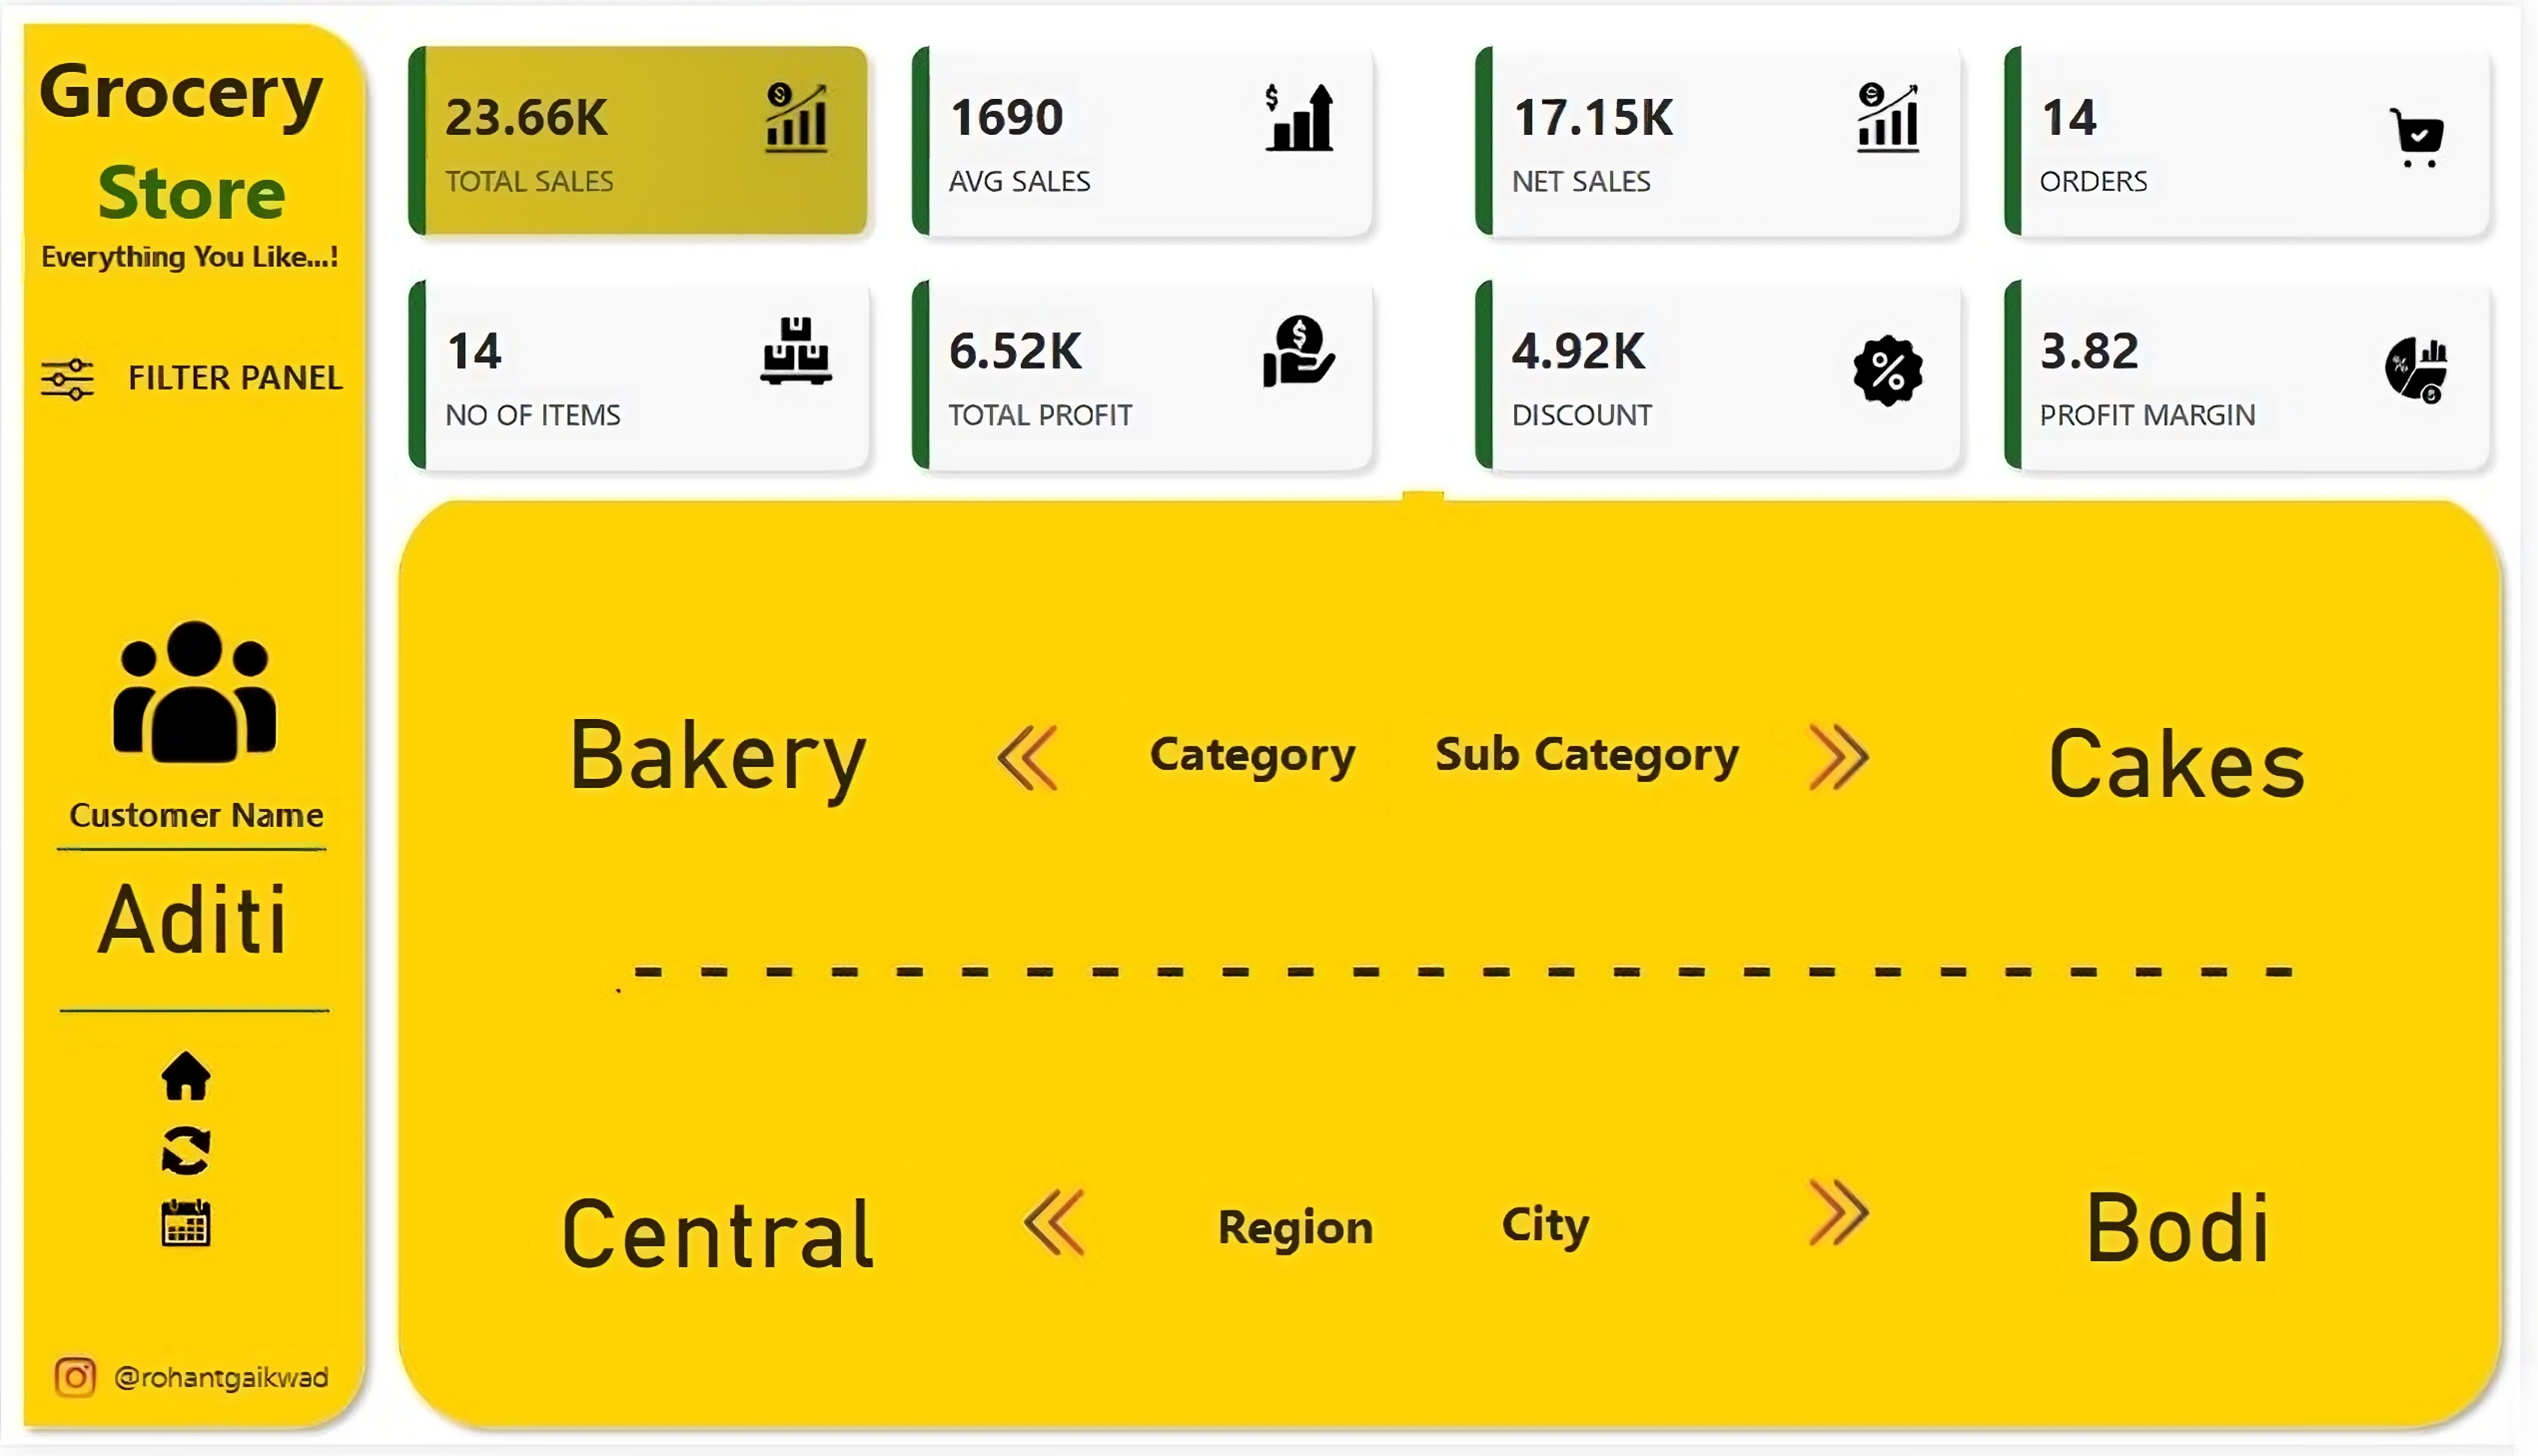 Grocery
Store
Everything You Like...!
FILTER PANEL
Customer Name
Aditi
@rohantgaikwad
23.66K
TOTAL SALES
1690
AVG SALES
17.15K
NET SALES
14
ORDERS
14
NO OF ITEMS
6.52K
TOTAL PROFIT
4.92K
DISCOUNT
3.82
PROFIT MARGIN
Bakery Category Sub Category Cakes
Central Region City Bodi